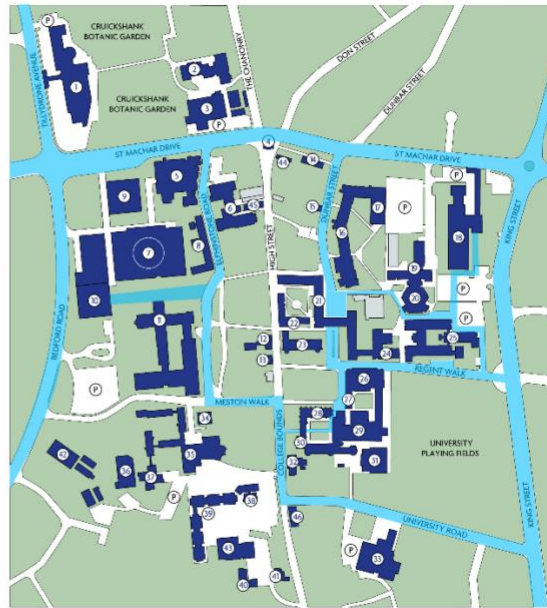 P
CRUICKSHANK
BOTANIC GARDEN
THE CHANONRY
DON STREET
DUNBAR STREET
TILLYDRONE AVENUE
1
2
3
CRUICKSHANK
BOTANIC GARDEN
P
4
ST MACHAR DRIVE
ST MACHAR DRIVE
44
14
P
5
9
6
45
15
DUNBAR STREET
17
P
18
KING STREET
7
8
HIGH STREET
16
19
10
21
20
P
11
22
P
12
23
24
25
13
REGENT WALK
BEDFORD ROAD
P
26
MESTON WALK
27
34
28
COLLEGE BOUNDS
29
30
UNIVERSITY
PLAYING FIELDS
42
35
36
37
32
31
P
38
39
46
UNIVERSITY ROAD
KING STREET
43
P
33
40
41